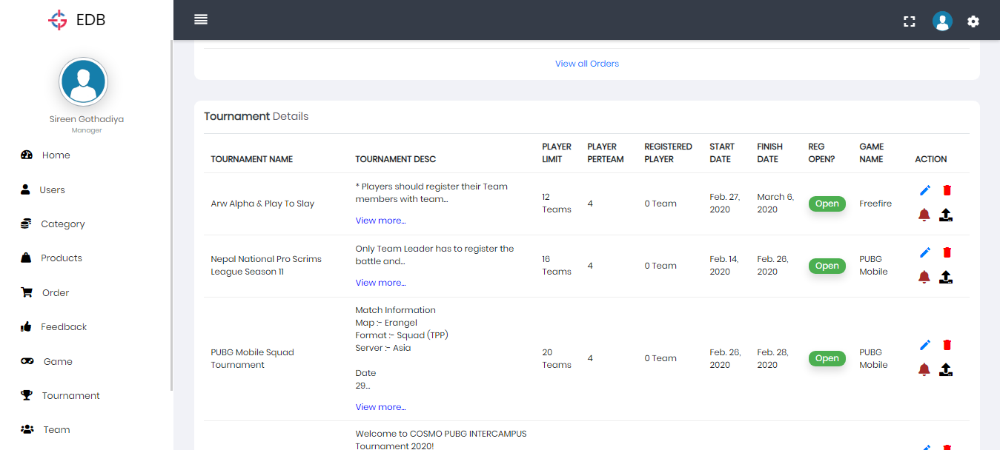 EDB
Sireen Gothadiya
Manager
Home
Users
Category
Products
Order
Feedback
Game
Tournament
Team
View all Orders
Tournament Details
TOURNAMENT NAME
TOURNAMENT DESC
PLAYER
LIMIT
PLAYER
PERTEAM
REGISTERED
PLAYER
START
DATE
FINISH
DATE
REG
OPEN?
GAME
NAME
ACTION
Arw Alpha & Play To Slay
* Players should register their Team
members with team...
View more...
12
Teams
4
0 Team
Feb. 27,
2020
March 6,
2020
Open
Freefire
Nepal National Pro Scrims
League Season 11
Only Team Leader has to register the
battle and...
View more...
16
Teams
4
0 Team
Feb. 14,
2020
Feb. 26,
2020
Open
PUBG
Mobile
PUBG Mobile Squad
Tournament
Match Information
Map :- Erangel
Format :- Squad (TPP)
Server :- Asia
Date
29...
View more...
20
Teams
4
0 Team
Feb. 26,
2020
Feb. 28,
2020
Open
PUBG
Mobile
Welcome to COSMO PUBG INTERCAMPUS
Tournament 2020!